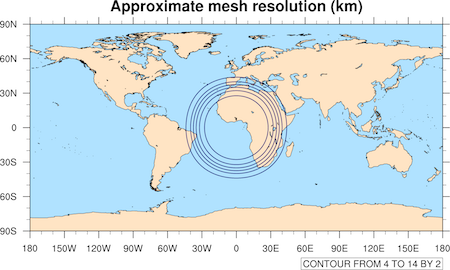 Approximate mesh resolution (km)
90N
60N
30N
0
30S
60S
90S
180 150W 120W 90W 60W 30W 0 30E 60E 90E 120E 150E 180
CONTOUR FROM 4 TO 14 BY 2